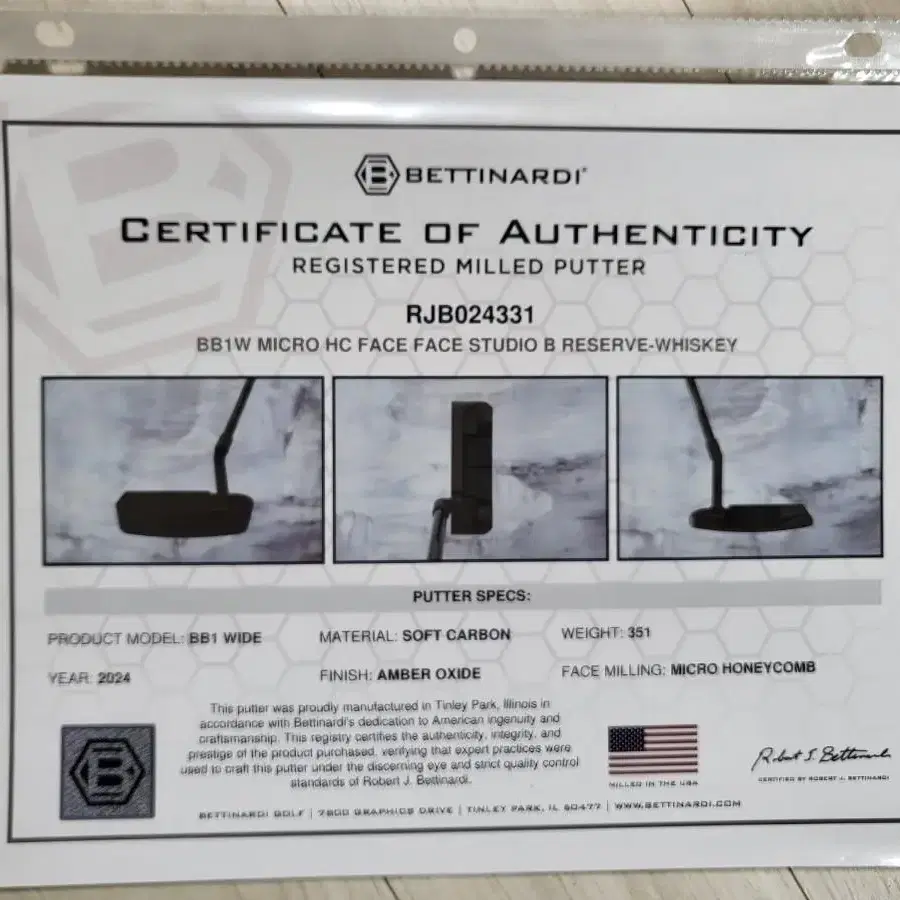 BETTINARDI®
CERTIFICATE OF AUTHENTICITY
REGISTERED MILLED PUTTER
RJB024331
BB1W MICRO HC FACE FACE STUDIO B RESERVE-WHISKEY
PUTTER SPECS:
PRODUCT MODEL: BB1 WIDE
MATERIAL: SOFT CARBON
WEIGHT: 351
YEAR: 2024
FINISH: AMBER OXIDE
FACE MILLING: MICRO HONEYCOMB
This putter was proudly manufactured in Tinley Park, Illinois in
accordance with Bettinardi's dedication to American ingenuity and
craftsmanship. This registry certifies the authenticity, integrity, and
prestige of the product purchased, verifying that expert practices were
used to craft this putter under the discerning eye and strict quality control
standards of Robert J. Bettinardi.
MILLED IN THE USA
Robert J. Bettinardi
CERTIFIED BY ROBERT J. BETTINARDI
BETTINARDI GOLF | 7800 GRAPHICS DRIVE | TINLEY PARK, IL 60477 | WWW.BETTINARDI.COM